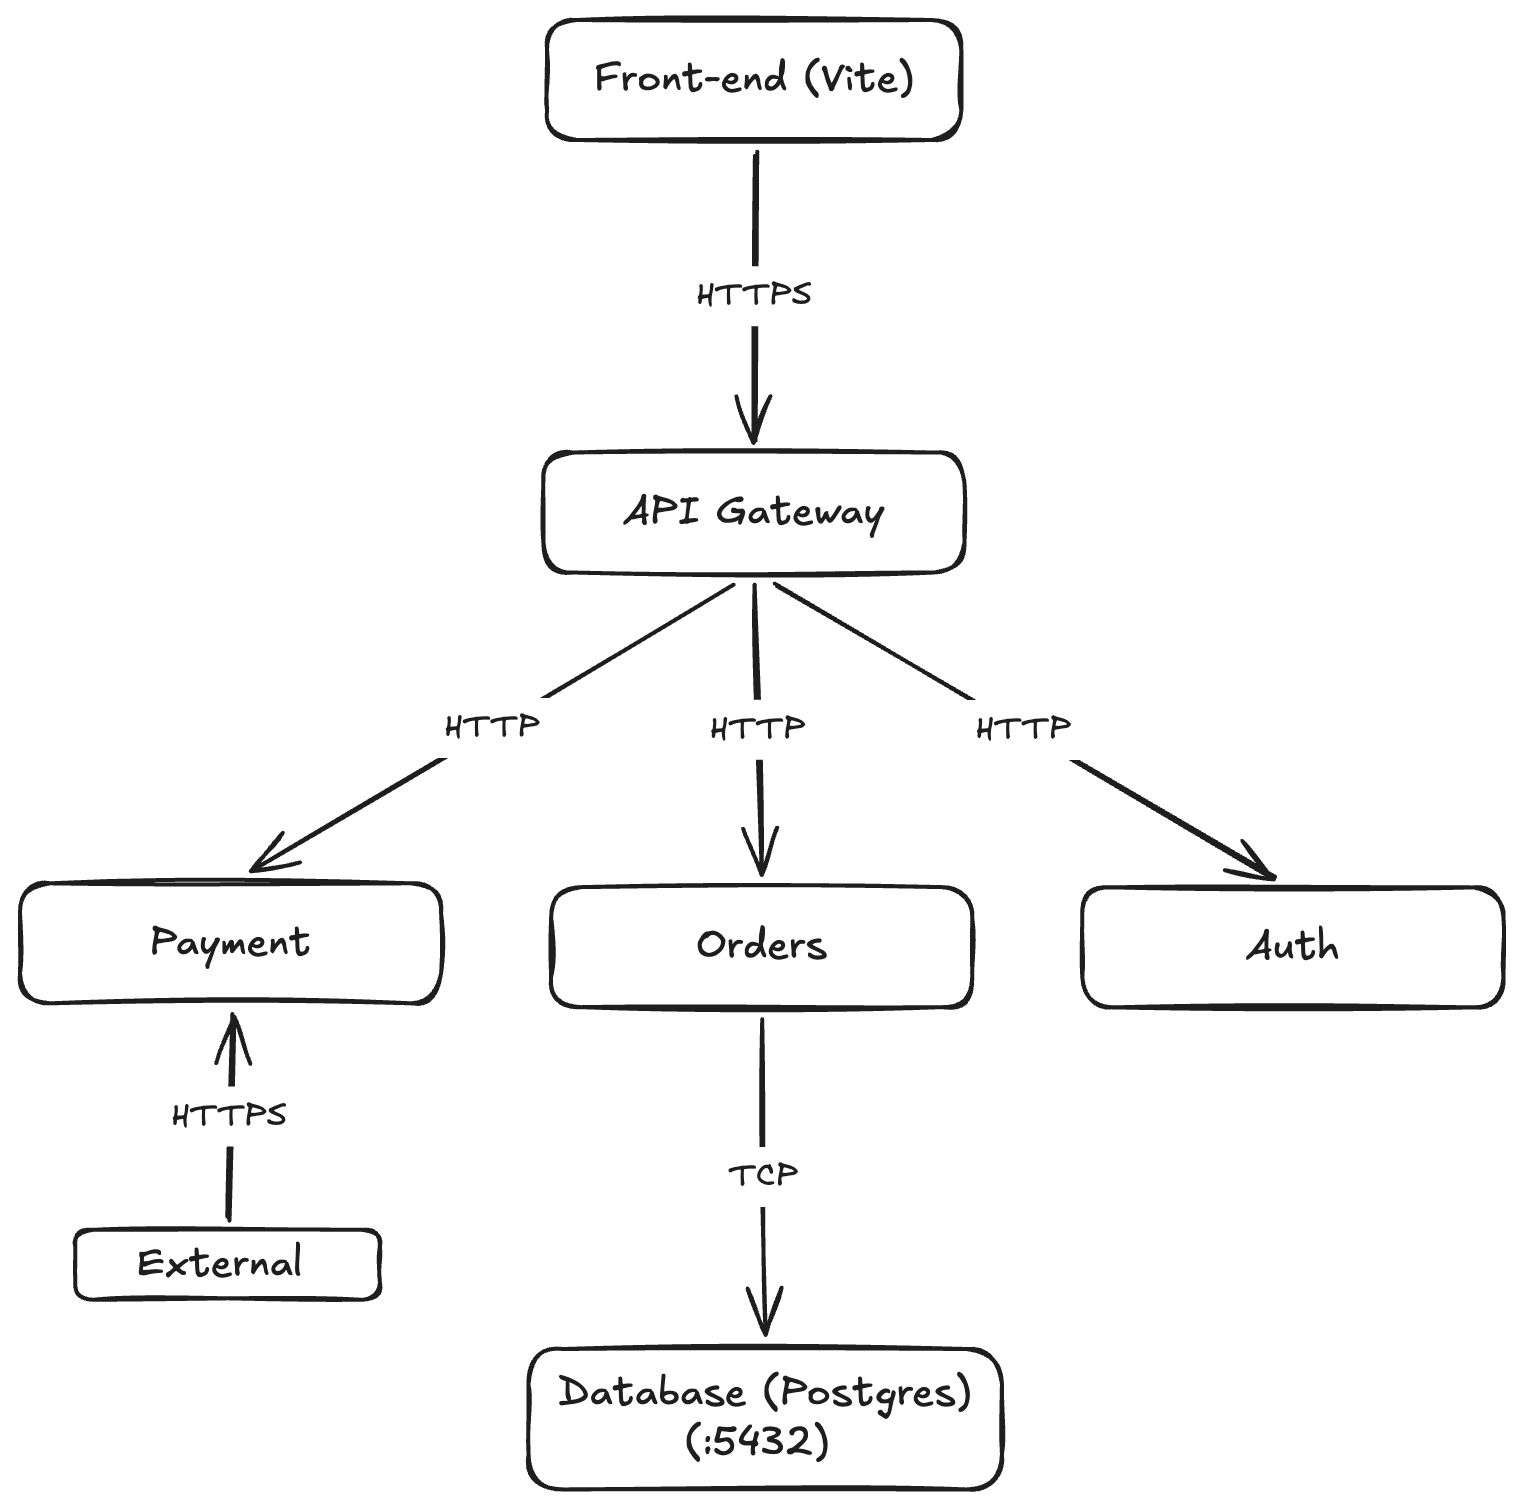 Front-end (Vite)
HTTPS
API Gateway
HTTP
HTTP
HTTP
Payment
Orders
Auth
HTTPS
TCP
External
Database (Postgres)
(:5432)